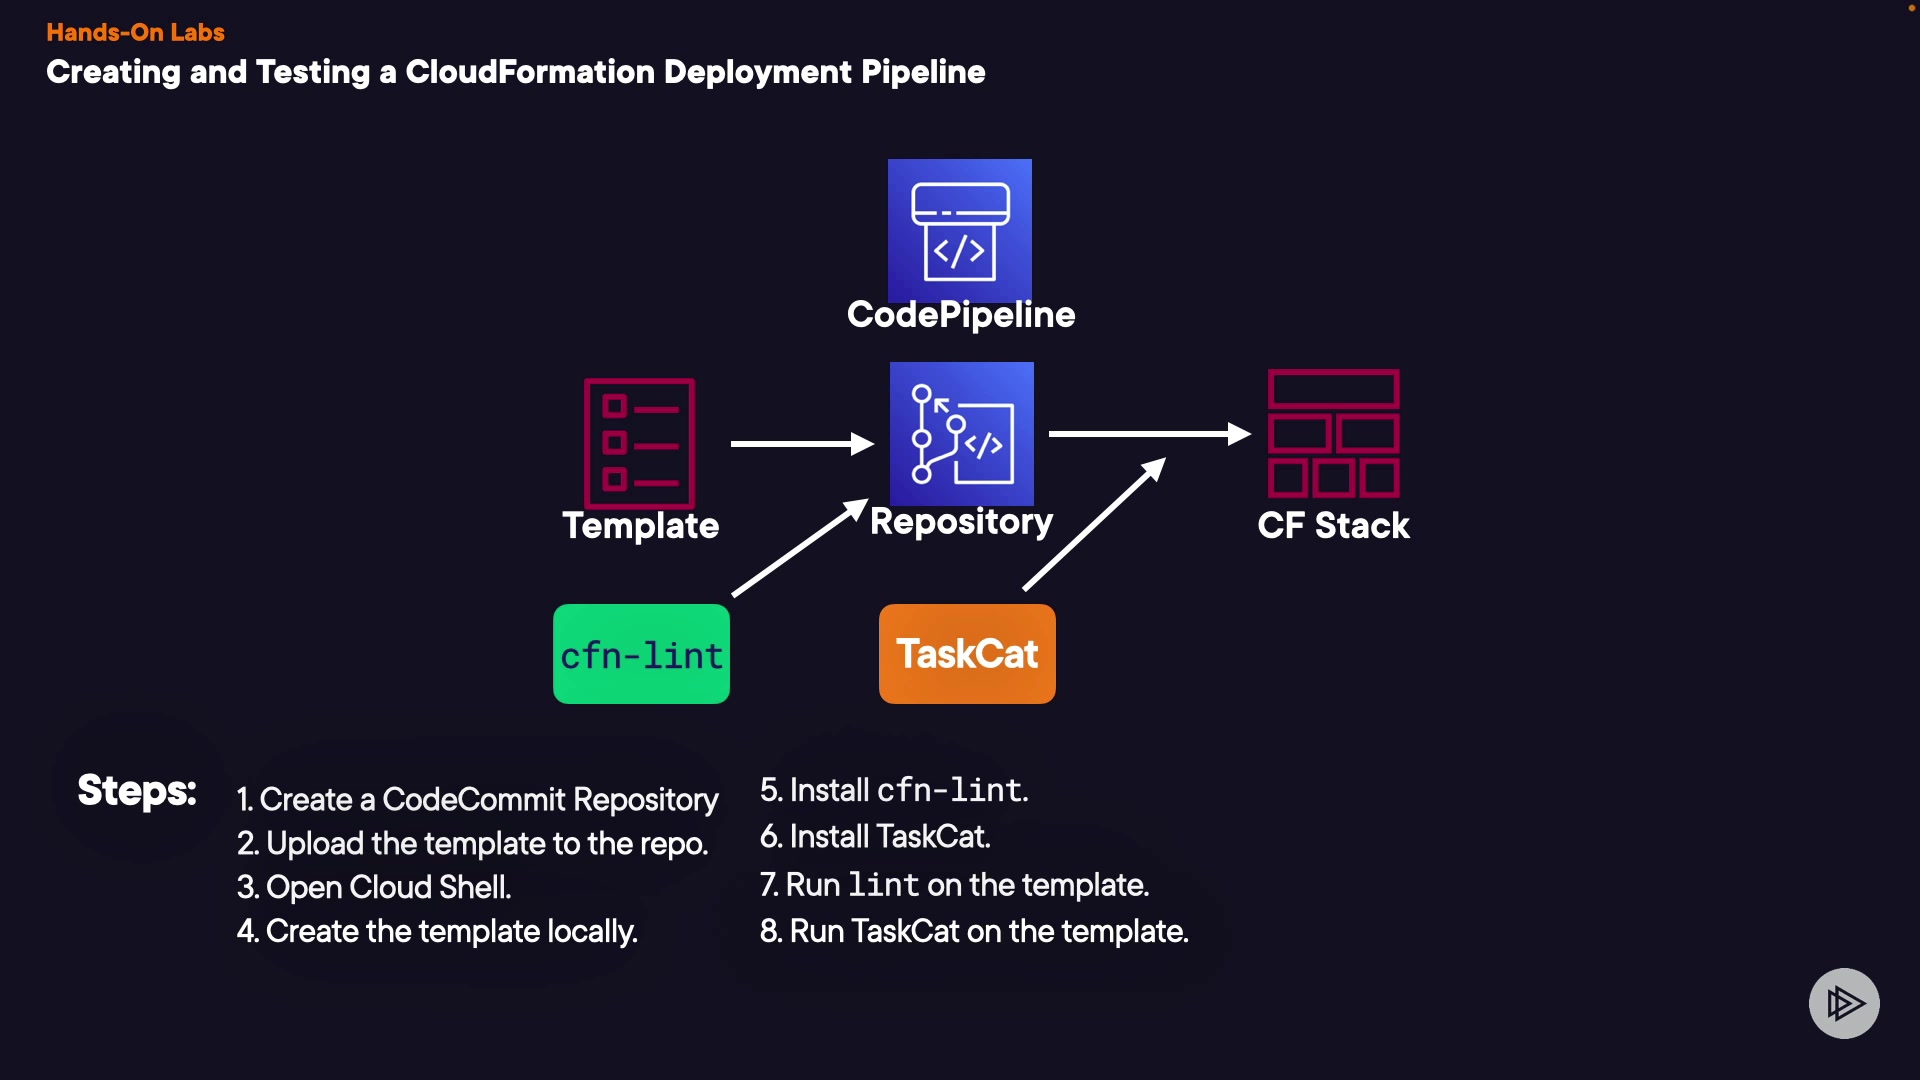 Hands-On Labs
Creating and Testing a CloudFormation Deployment Pipeline
</>
CodePipeline
</>
Template
Repository
CF Stack
cfn-lint
TaskCat
Steps:
1. Create a CodeCommit Repository
2. Upload the template to the repo.
3. Open Cloud Shell.
4. Create the template locally.
5. Install cfn-lint.
6. Install TaskCat.
7. Run lint on the template.
8. Run TaskCat on the template.